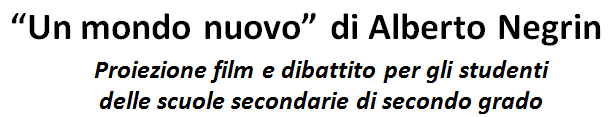 “Un mondo nuovo” di Alberto Negrin
Proiezione film e dibattito per gli studenti
delle scuole secondarie di secondo grado